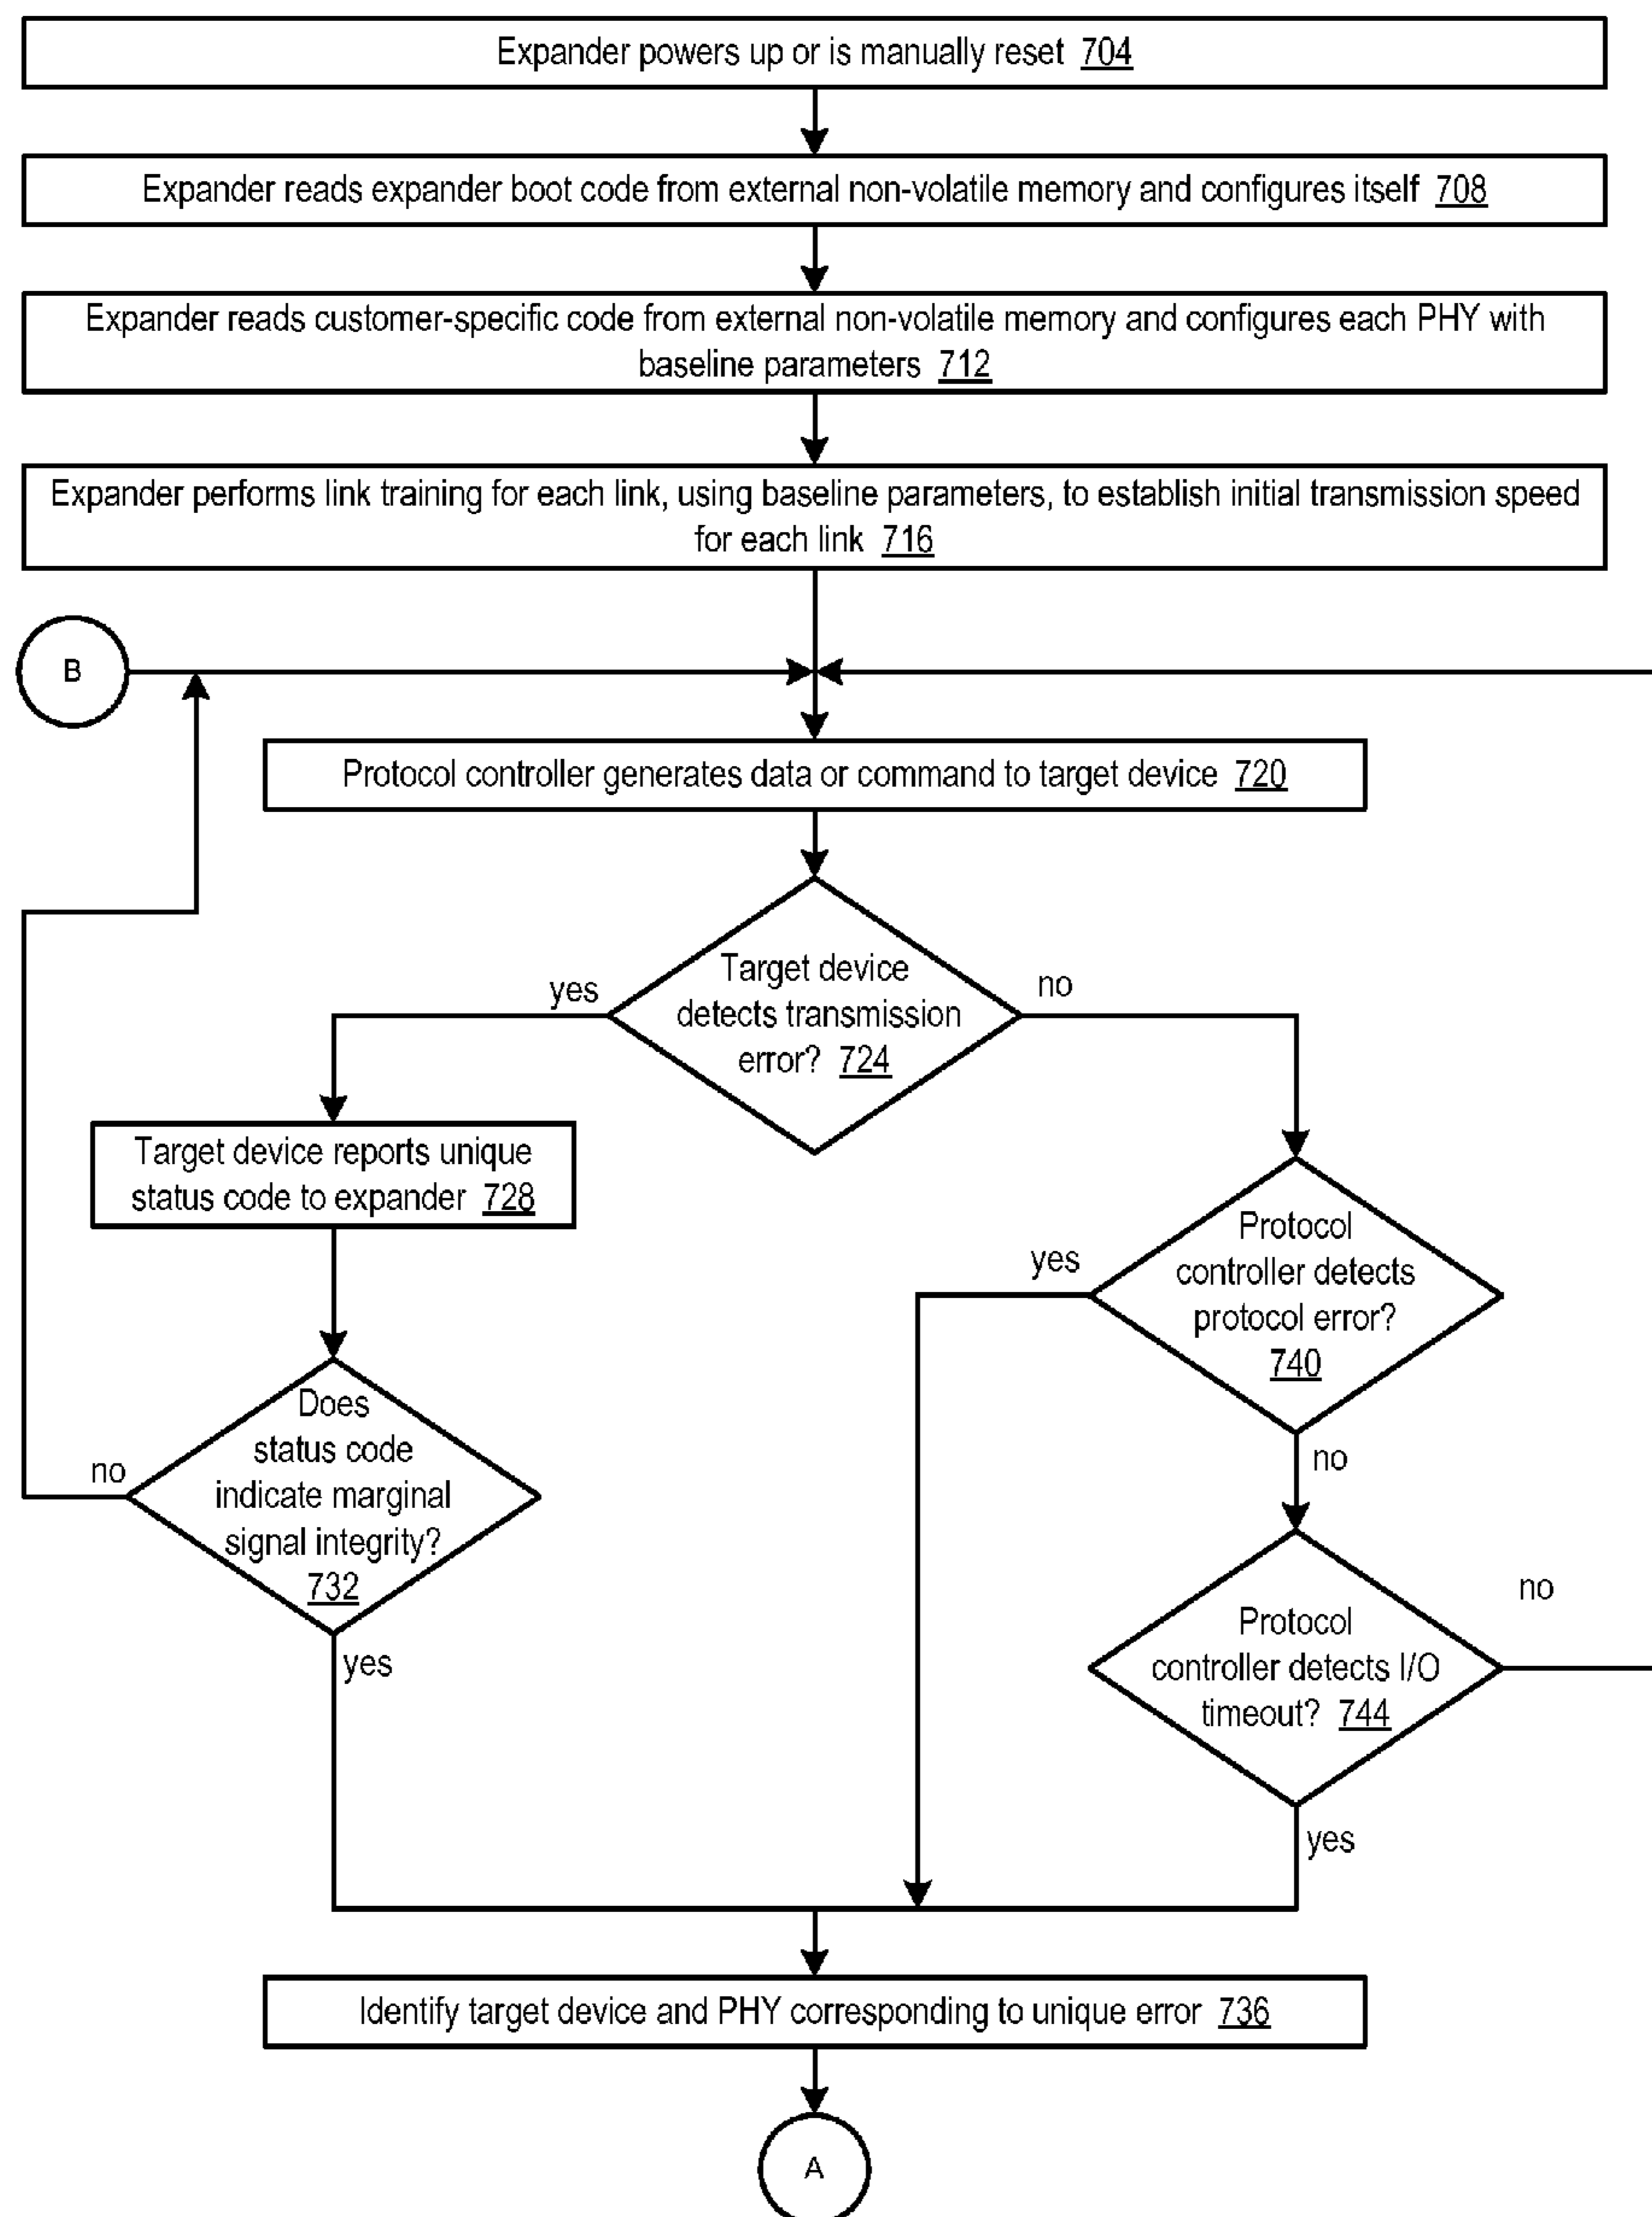 Expander powers up or is manually reset 704
Expander reads expander boot code from external non-volatile memory and configures itself 708
Expander reads customer-specific code from external non-volatile memory and configures each PHY with
baseline parameters 712
Expander performs link training for each link, using baseline parameters, to establish initial transmission speed
for each link 716
B
Protocol controller generates data or command to target device 720
Target device
detects transmission
error? 724
yes
no
Target device reports unique
status code to expander 728
Protocol
controller detects
protocol error?
740
yes
no
Does
status code
indicate marginal
signal integrity?
732
no
yes
Protocol
controller detects I/O
timeout? 744
no
yes
Identify target device and PHY corresponding to unique error 736
A